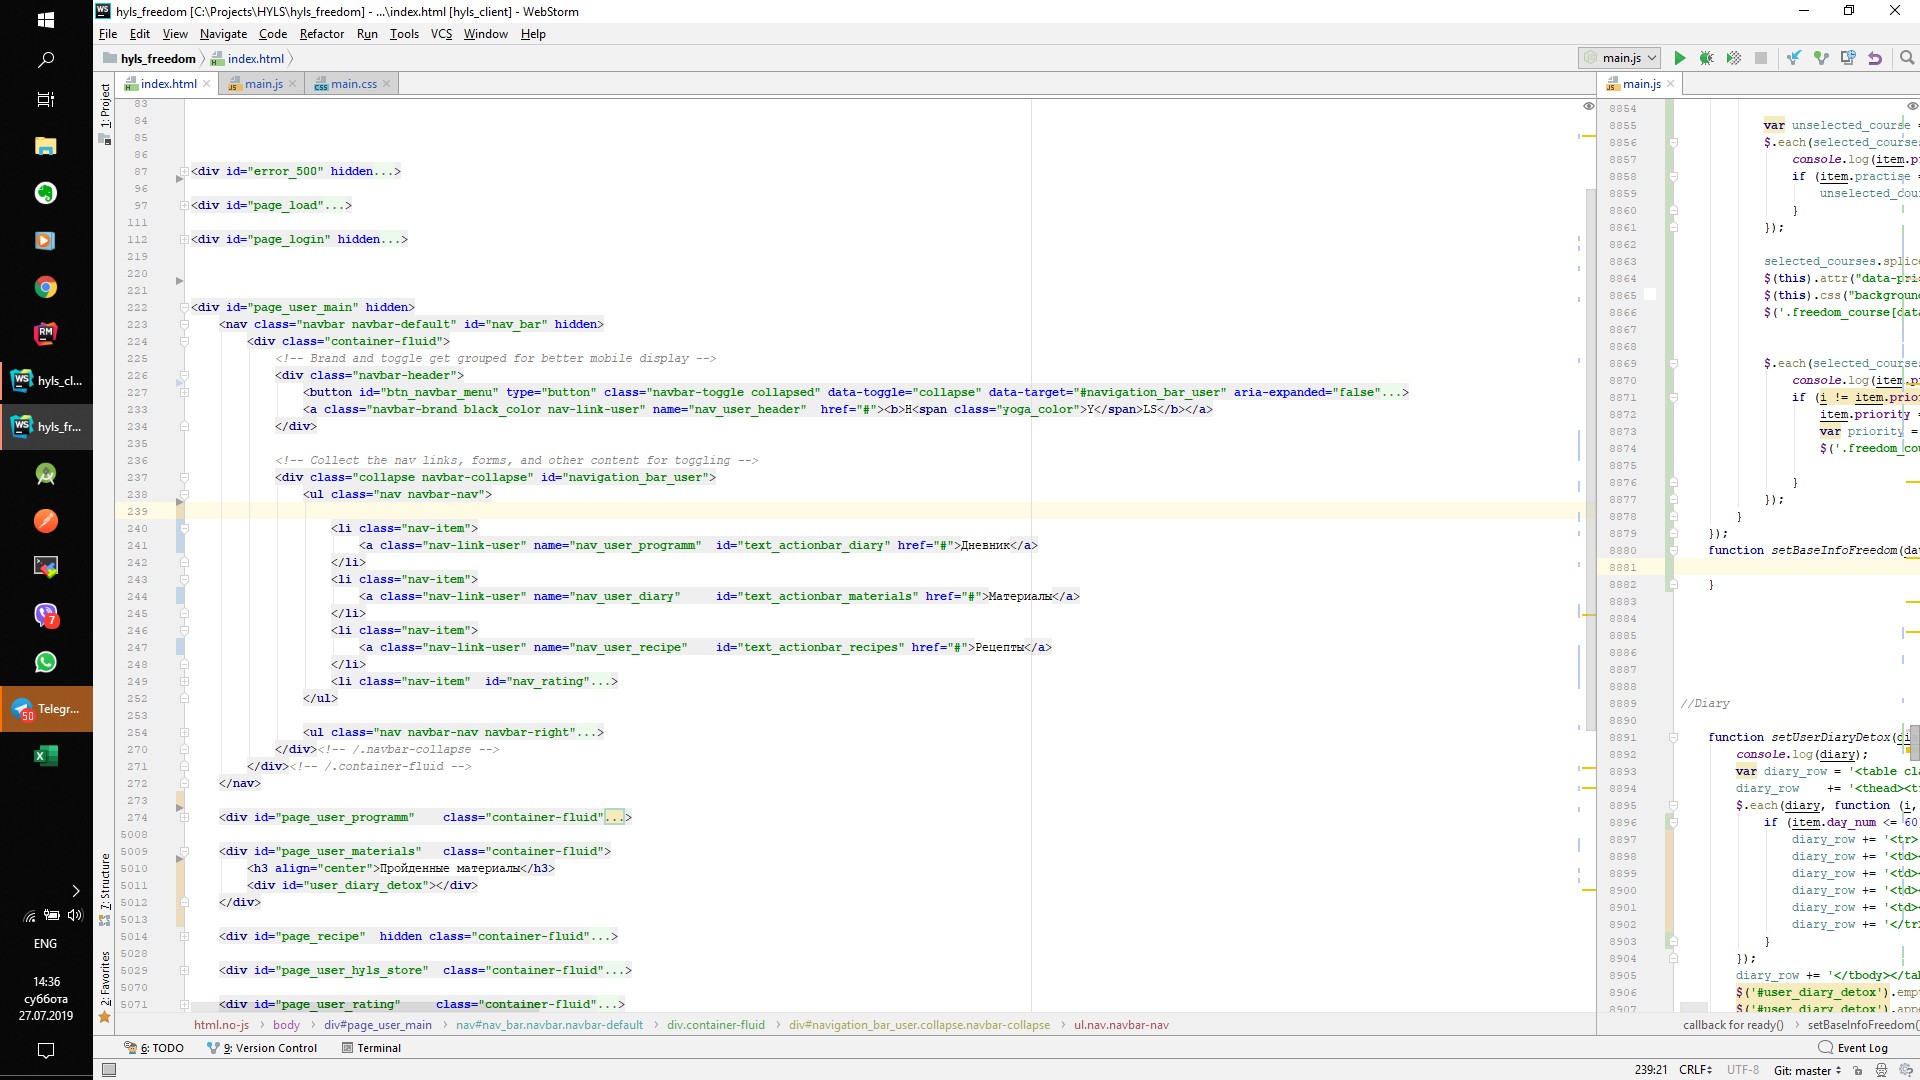 hyls_freedom [C:\Projects\HYLS\hyls_freedom] - ...\index.html [hyls_client] - WebStorm
File Edit View Navigate Code Refactor Run Tools VCS Window Help
hyls_freedom index.html main.js
1: Project
index.html main.js main.css
83
84
85
86
87 <div id="error_500" hidden...>
96
97 <div id="page_load"...>
111
112 <div id="page_login" hidden...>
219
220
221
222 <div id="page_user_main" hidden>
223 <nav class="navbar navbar-default" id="nav_bar" hidden>
224 <div class="container-fluid">
225 <!-- Brand and toggle get grouped for better mobile display -->
226 <div class="navbar-header">
227 <button id="btn_navbar_menu" type="button" class="navbar-toggle collapsed" data-toggle="collapse" data-target="#navigation_bar_user" aria-expanded="false"...>
233 <a class="navbar-brand black_color nav-link-user" name="nav_user_header" href="#"><b>H<span class="yoga_color">Y</span>LS</b></a>
234 </div>
235
236 <!-- Collect the nav links, forms, and other content for toggling -->
237 <div class="collapse navbar-collapse" id="navigation_bar_user">
238 <ul class="nav navbar-nav">
239
240 <li class="nav-item">
241 <a class="nav-link-user" name="nav_user_programm" id="text_actionbar_diary" href="#">Дневник</a>
242 </li>
243 <li class="nav-item">
244 <a class="nav-link-user" name="nav_user_diary" id="text_actionbar_materials" href="#">Материалы</a>
245 </li>
246 <li class="nav-item">
247 <a class="nav-link-user" name="nav_user_recipe" id="text_actionbar_recipes" href="#">Рецепты</a>
248 </li>
249 <li class="nav-item" id="nav_rating"...>
252 </ul>
253
254 <ul class="nav navbar-nav navbar-right"...>
270 </div><!-- /.navbar-collapse -->
271 </div><!-- /.container-fluid -->
272 </nav>
273
274 <div id="page_user_programm" class="container-fluid"...>
5008
5009 <div id="page_user_materials" class="container-fluid">
5010 <h3 align="center">Пройденные материалы</h3>
5011 <div id="user_diary_detox"></div>
5012 </div>
5013
5014 <div id="page_recipe" hidden class="container-fluid"...>
5028
5029 <div id="page_user_hyls_store" class="container-fluid"...>
5070
5071 <div id="page_user_rating" class="container-fluid"...>
html.no-js body div#page_user_main nav#nav_bar.navbar.navbar-default div.container-fluid div#navigation_bar_user.collapse.navbar-collapse ul.nav.navbar-nav
main.js
8854
8855 var unselected_course =
8856 $.each(selected_courses
8857 console.log(item.p
8858 if (item.practise =
8859 unselected_cou
8860 }
8861 });
8862
8863 selected_courses.splice
8864 $(this).attr("data-pri
8865 $(this).css("backgroun
8866 $('.freedom_course[dat
8867
8868
8869 $.each(selected_courses
8870 console.log(item.p
8871 if (i != item.prio
8872 item.priority =
8873 var priority =
8874 $('.freedom_co
8875
8876 }
8877 });
8878 }
8879 });
8880 function setBaseInfoFreedom(da
8881
8882 }
8883
8884
8885
8886
8887
8888
8889 //Diary
8890
8891 function setUserDiaryDetox(di
8892 console.log(diary);
8893 var diary_row = '<table cl
8894 diary_row += '<thead><t
8895 $.each(diary, function (i,
8896 if (item.day_num <= 60
8897 diary_row += '<tr>
8898 diary_row += '<td>
8899 diary_row += '<td>
8900 diary_row += '<td>
8901 diary_row += '<td>
8902 diary_row += '</tr
8903 }
8904 });
8905 diary_row += '</tbody></ta
8906 $('#user_diary_detox').emp
8907 $('#user_diary_detox').app
callback for ready() setBaseInfoFreedom(
7: Structure
2: Favorites
6: TODO 9: Version Control Terminal Event Log
239:21 CRLF UTF-8 Git: master
RM
WS hyls_cl...
WS hyls_fr...
7
50 Telegr...
ENG
14:36
суббота
27.07.2019